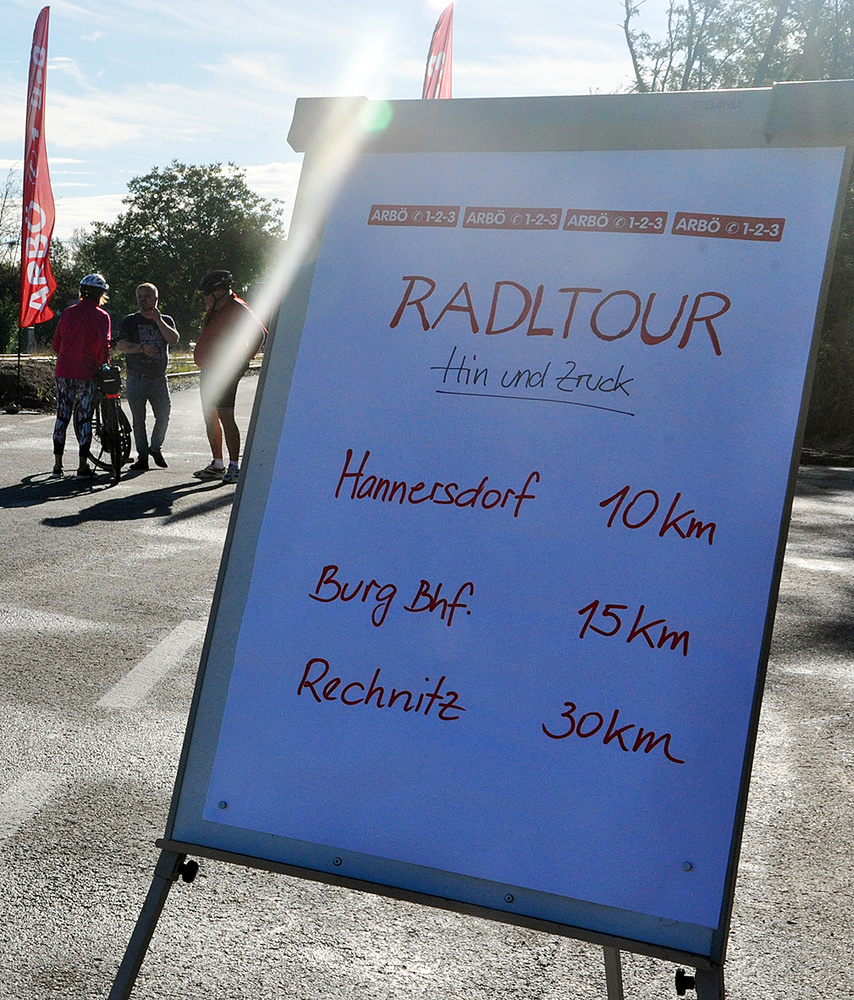 ARBÖ
ARBÖ ✆ 1-2-3 ARBÖ ✆ 1-2-3 ARBÖ ✆ 1-2-3 ARBÖ ✆ 1-2-3
RADLTOUR
Hin und Zruck
Hannersdorf 10 km
Burg Bhf. 15 km
Rechnitz 30 km